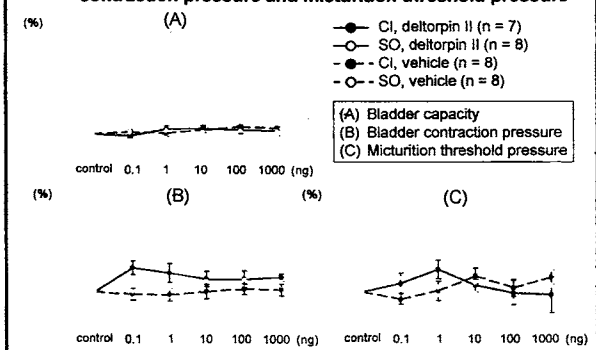 contraction pressure and micturition threshold pressure
(%)
(A)
CI, deltorpin II (n = 7)
SO, deltorpin II (n = 8)
CI, vehicle (n = 8)
SO, vehicle (n = 8)
(A) Bladder capacity
(B) Bladder contraction pressure
(C) Micturition threshold pressure
control 0.1 1 10 100 1000 (ng)
(%)
(B)
(%)
(C)
control 0.1 1 10 100 1000 (ng)
control 0.1 1 10 100 1000 (ng)